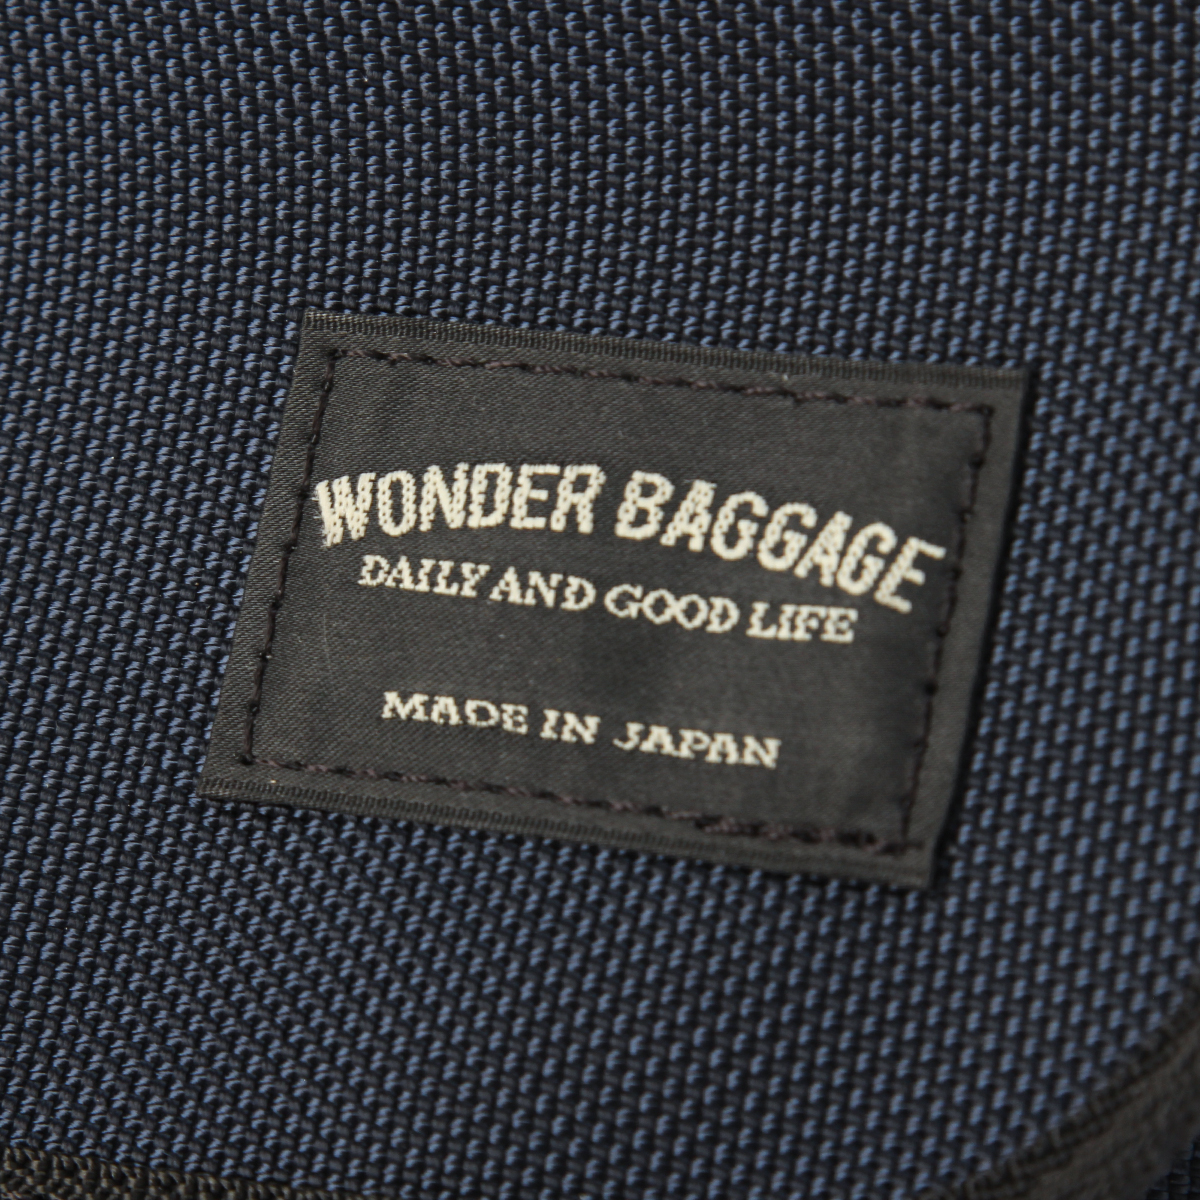 WONDER BAGGAGE
DAILY AND GOOD LIFE
MADE IN JAPAN